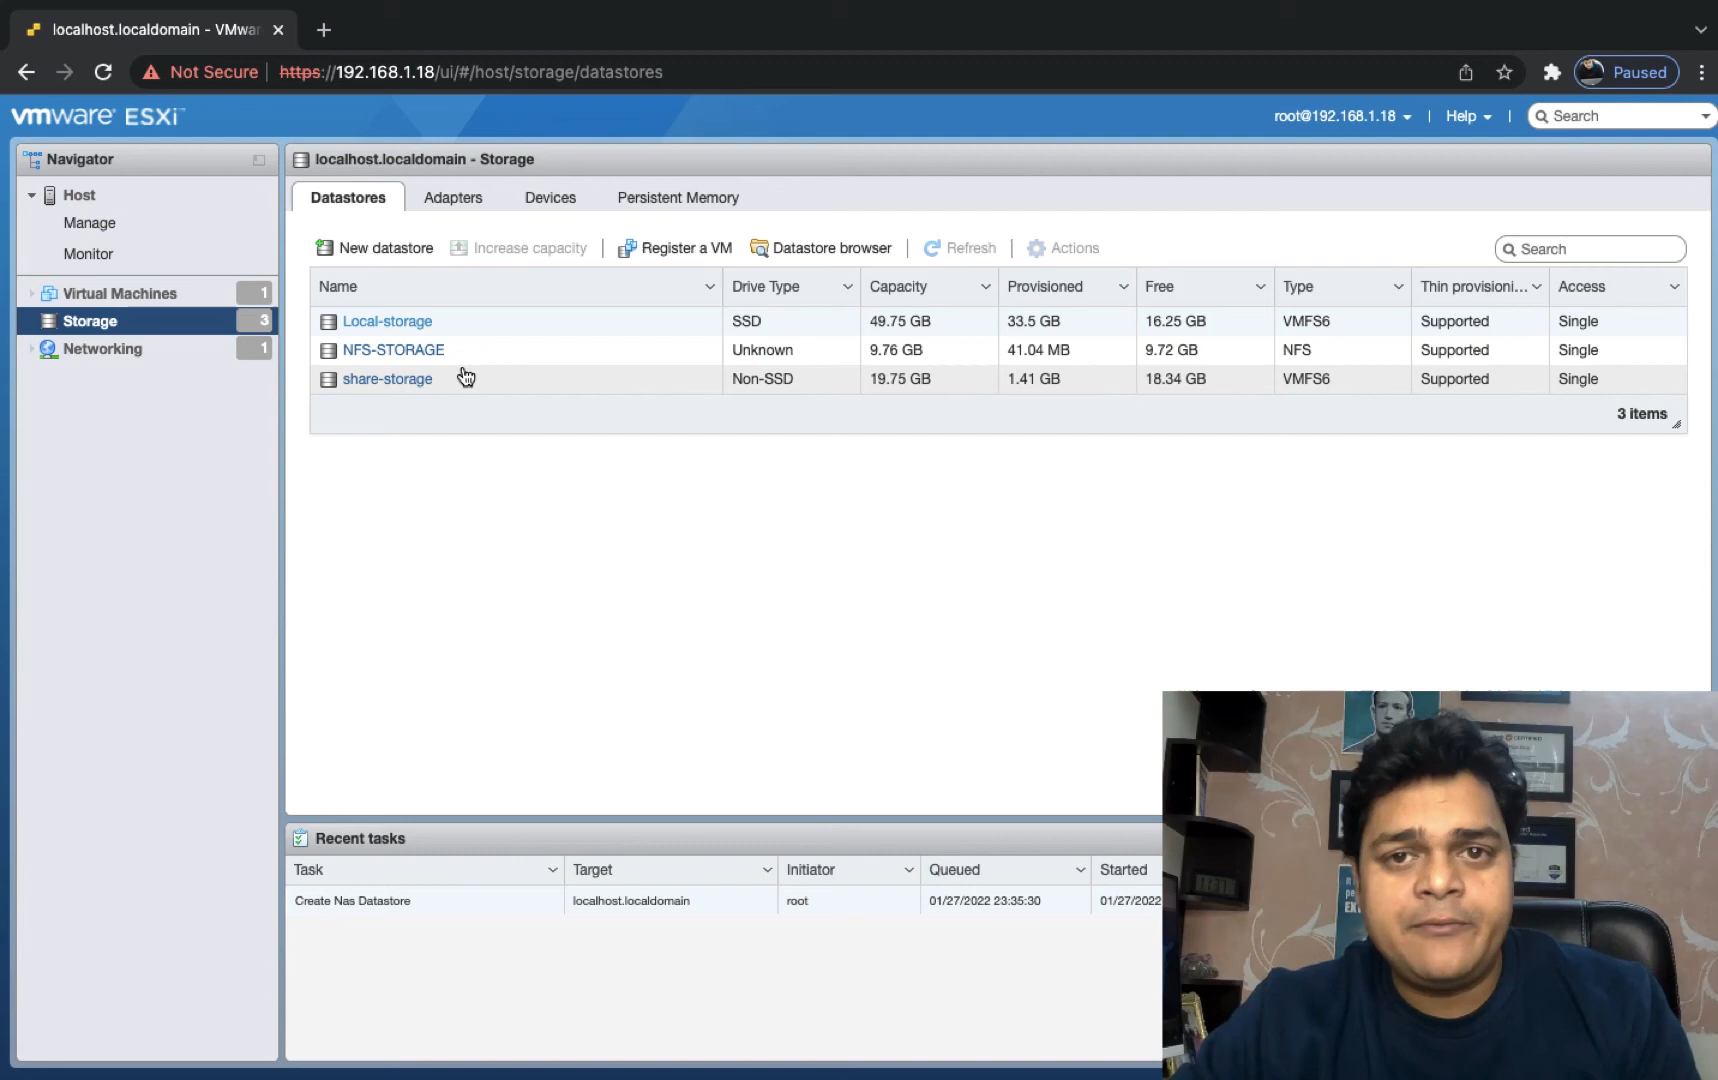 localhost.localdomain - VMwar
Not Secure https://192.168.1.18/ui/#/host/storage/datastores Paused
vmware ESXi root@192.168.1.18 | Help | Search
Navigator
Host
Manage
Monitor
Virtual Machines 1
Storage 3
Networking 1
localhost.localdomain - Storage
Datastores Adapters Devices Persistent Memory
New datastore Increase capacity | Register a VM Datastore browser | Refresh | Actions Search
Name Drive Type Capacity Provisioned Free Type Thin provisioni... Access
Local-storage SSD 49.75 GB 33.5 GB 16.25 GB VMFS6 Supported Single
NFS-STORAGE Unknown 9.76 GB 41.04 MB 9.72 GB NFS Supported Single
share-storage Non-SSD 19.75 GB 1.41 GB 18.34 GB VMFS6 Supported Single
3 items
Recent tasks
Task Target Initiator Queued Started
Create Nas Datastore localhost.localdomain root 01/27/2022 23:35:30 01/27/2022